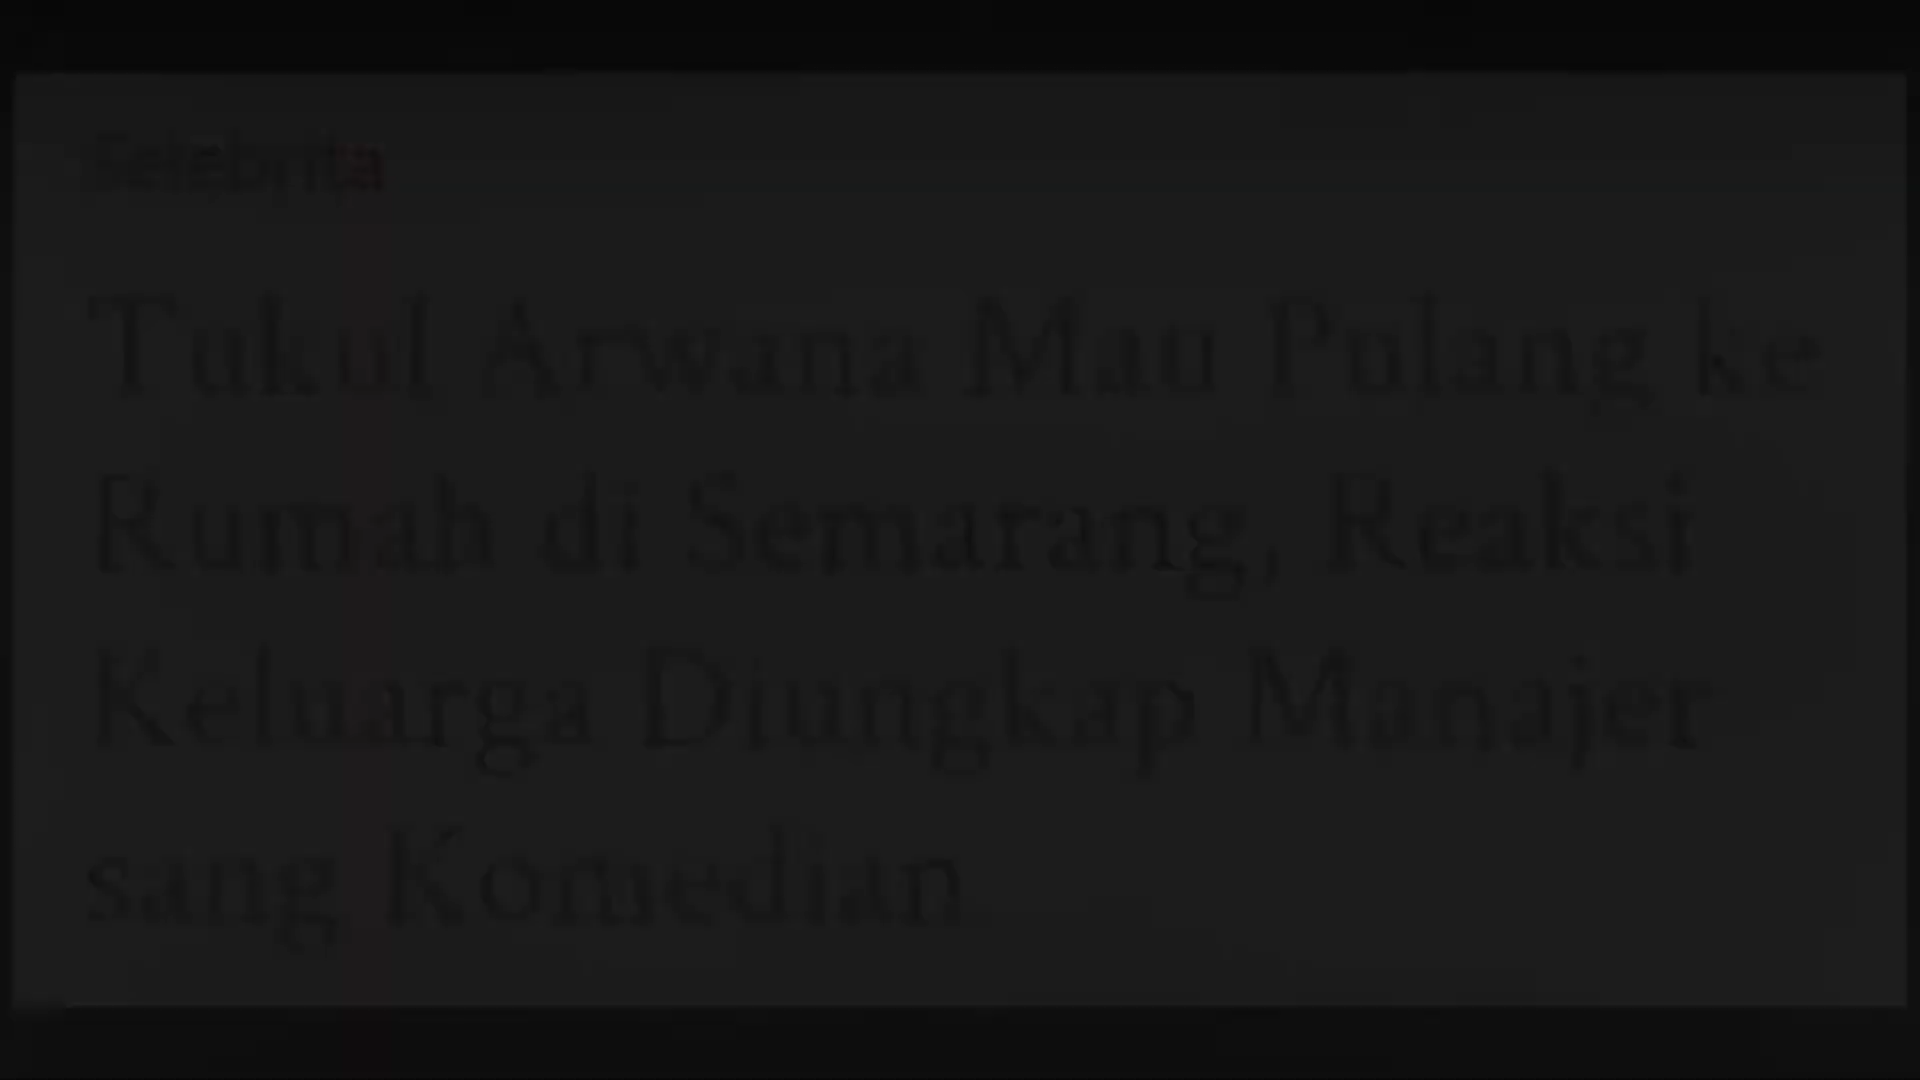 Selebrita
Tukul Arwana Mau Pulang ke
Rumah di Semarang, Reaksi
Keluarga Diungkap Manajer
sang Komedian